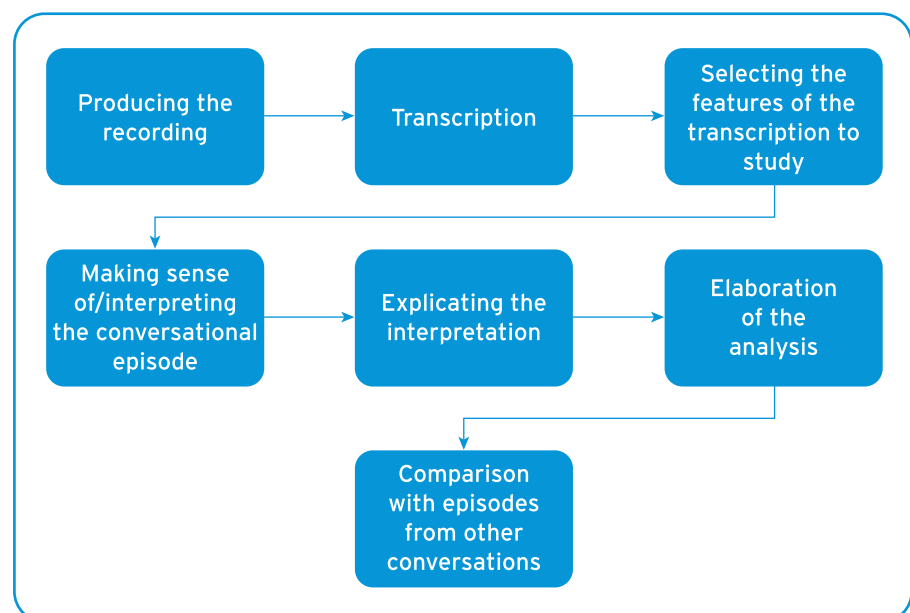 Producing the
recording
Transcription
Selecting the
features of the
transcription to
study
Making sense
of/interpreting
the conversational
episode
Explicating the
interpretation
Elaboration
of the
analysis
Comparison
with episodes
from other
conversations